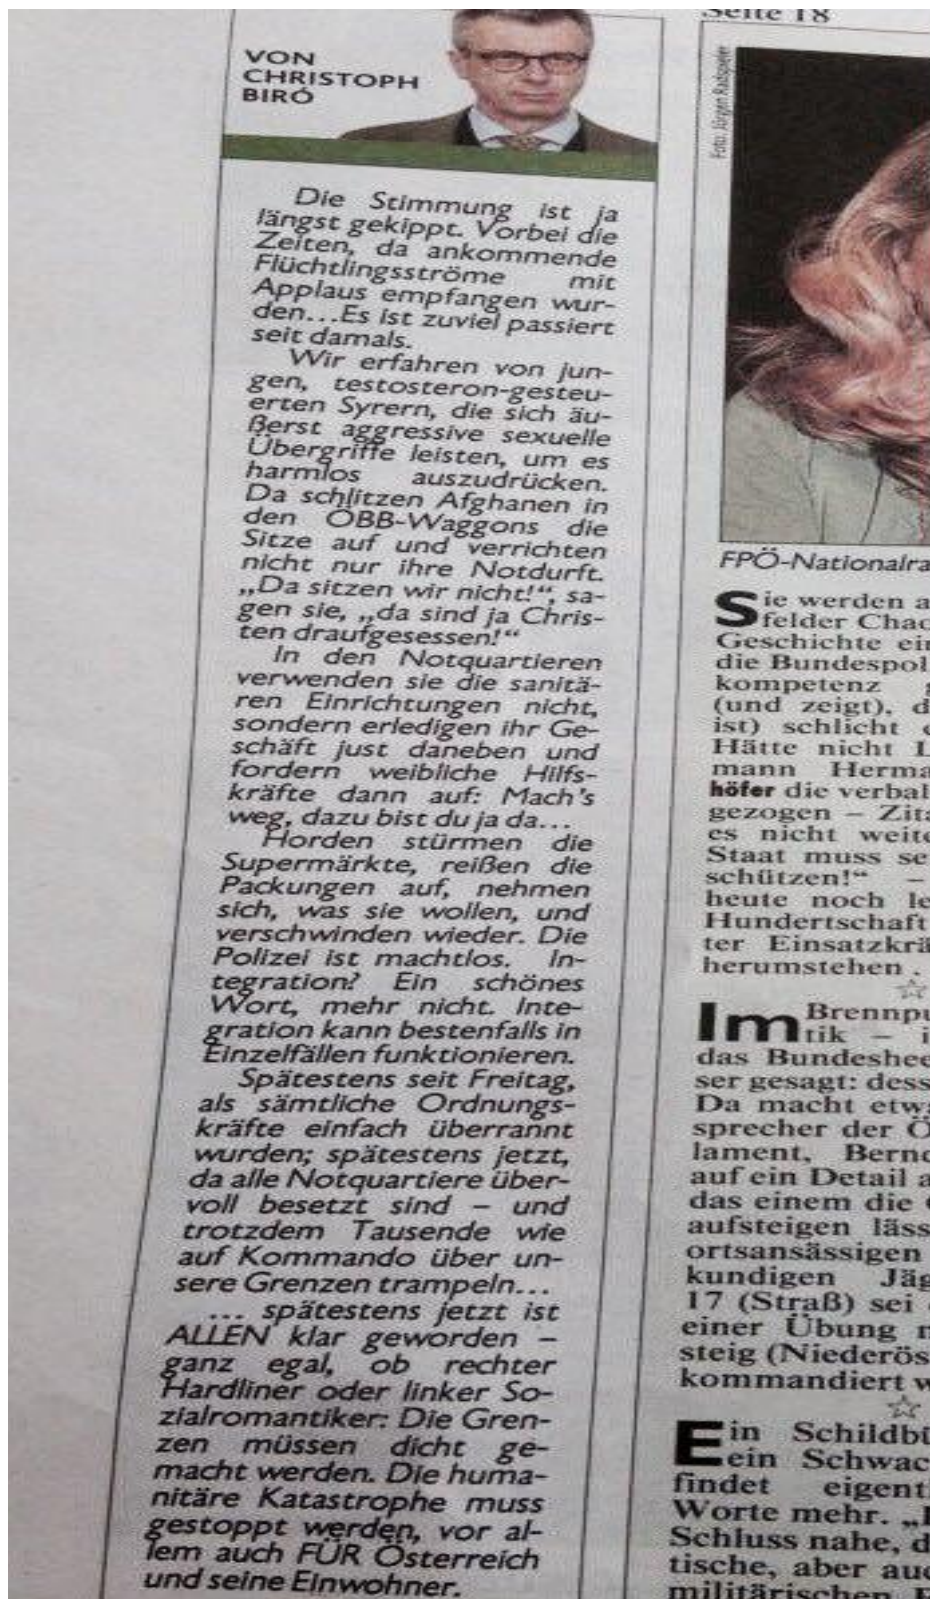 VON
CHRISTOPH
BIRÓ
Die Stimmung ist ja
längst gekippt. Vorbei die
Zeiten, da ankommende
Flüchtlingsströme mit
Applaus empfangen wur-
den...Es ist zuviel passiert
seit damals.
Wir erfahren von jun-
gen, testosteron-gesteu-
erten Syrern, die sich äu-
ßerst aggressive sexuelle
Übergriffe leisten, um es
harmlos auszudrücken.
Da schlitzen Afghanen in
den ÖBB-Waggons die
Sitze auf und verrichten
nicht nur ihre Notdurft.
„Da sitzen wir nicht!“, sa-
gen sie, „da sind ja Chris-
ten draufgesessen!“
In den Notquartieren
verwenden sie die sanitä-
ren Einrichtungen nicht,
sondern erledigen ihr Ge-
schäft just daneben und
fordern weibliche Hilfs-
kräfte dann auf: Mach's
weg, dazu bist du ja da...
Horden stürmen die
Supermärkte, reißen die
Packungen auf, nehmen
sich, was sie wollen, und
verschwinden wieder. Die
Polizei ist machtlos. In-
tegration? Ein schönes
Wort, mehr nicht. Inte-
gration kann bestenfalls in
Einzelfällen funktionieren.
Spätestens seit Freitag,
als sämtliche Ordnungs-
kräfte einfach überrannt
wurden; spätestens jetzt,
da alle Notquartiere über-
voll besetzt sind – und
trotzdem Tausende wie
auf Kommando über un-
sere Grenzen trampeln...
... spätestens jetzt ist
ALLEN klar geworden –
ganz egal, ob rechter
Hardliner oder linker So-
zialromantiker: Die Gren-
zen müssen dicht ge-
macht werden. Die huma-
nitäre Katastrophe muss
gestoppt werden, vor al-
lem auch FÜR Österreich
und seine Einwohner.
Seite 18
Foto: Jürgen Radspieler
FPÖ-Nationalra
Sie werden a
felder Chao
Geschichte ein
die Bundespol
kompetenz
(und zeigt), d
ist) schlicht
Hätte nicht L
mann Herma
höfer die verbal
gezogen – Zita
es nicht weite
Staat muss se
schützen!“ –
heute noch le
Hundertschaft
ter Einsatzkrä
herumstehen .
☆
Im Brennpu
tik – i
das Bundeshee
ser gesagt: dess
Da macht etwa
sprecher der Ö
lament, Bernd
auf ein Detail a
das einem die
aufsteigen läss
ortsansässigen
kundigen Jäg
17 (Straß) sei
einer Übung n
steig (Niederös
kommandiert w
☆
Ein Schildbü
ein Schwac
findet eigent
Worte mehr. „
Schluss nahe, d
tische, aber auc
militärischen